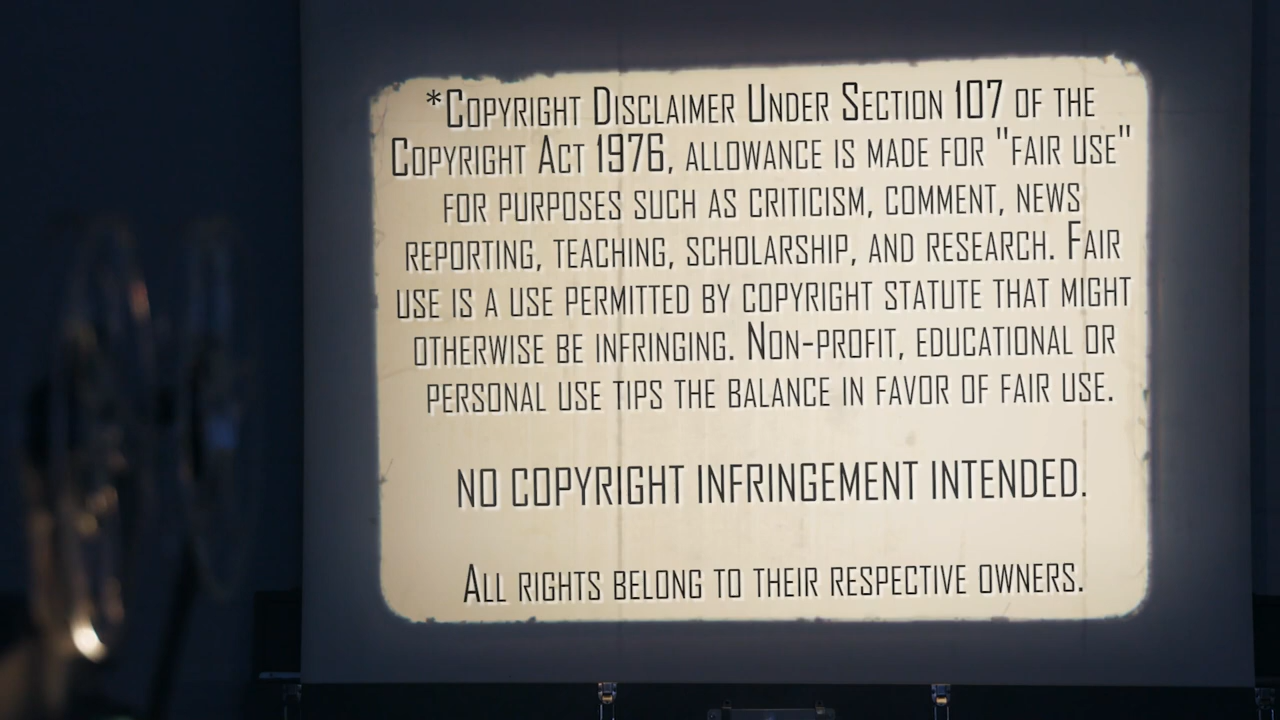 *Copyright Disclaimer Under Section 107 of the
Copyright Act 1976, allowance is made for "fair use"
for purposes such as criticism, comment, news
reporting, teaching, scholarship, and research. Fair
use is a use permitted by copyright statute that might
otherwise be infringing. Non-profit, educational or
personal use tips the balance in favor of fair use.
NO COPYRIGHT INFRINGEMENT INTENDED.
All rights belong to their respective owners.